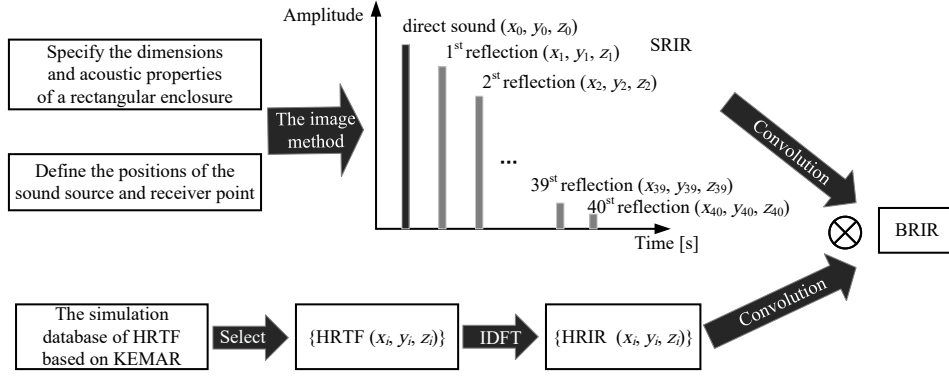 Specify the dimensions
and acoustic properties
of a rectangular enclosure
Define the positions of the
sound source and receiver point
The image
method
Amplitude
direct sound (x0, y0, z0)
SRIR
1st reflection (x1, y1, z1)
2st reflection (x2, y2, z2)
...
39st reflection (x39, y39, z39)
40st reflection (x40, y40, z40)
Time [s]
Convolution
BRIR
The simulation
database of HRTF
based on KEMAR
Select
{HRTF (xi, yi, zi)}
IDFT
{HRIR (xi, yi, zi)}
Convolution